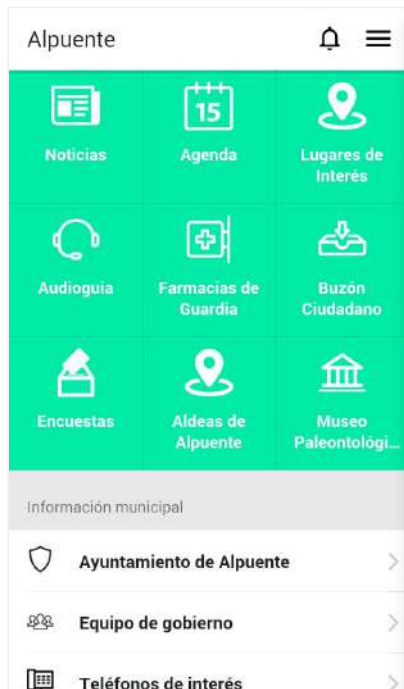 Alpuente
15
Noticias
Agenda
Lugares de
Interés
Audioguia
Farmacias de
Guardia
Buzón
Ciudadano
Encuestas
Aldeas de
Alpuente
Museo
Paleontológi...
Información municipal
Ayuntamiento de Alpuente
Equipo de gobierno
Teléfonos de interés